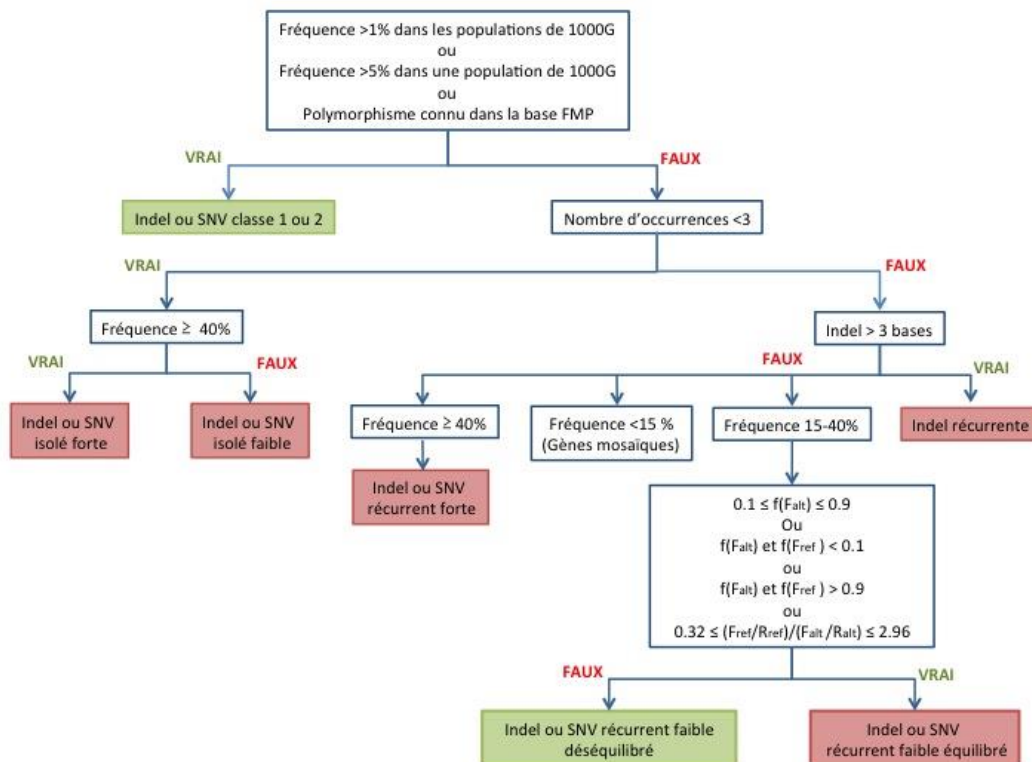 Fréquence >1% dans les populations de 1000G
ou
Fréquence >5% dans une population de 1000G
ou
Polymorphisme connu dans la base FMP
VRAI
FAUX
Indel ou SNV classe 1 ou 2
Nombre d'occurrences <3
VRAI
FAUX
Fréquence ≥ 40%
Indel > 3 bases
VRAI
FAUX
FAUX
VRAI
Indel ou SNV
isolé forte
Indel ou SNV
isolé faible
Fréquence ≥ 40%
Fréquence <15 %
(Gènes mosaïques)
Fréquence 15-40%
Indel récurrente
Indel ou SNV
récurrent forte
0.1 ≤ f(Falt) ≤ 0.9
Ou
f(Falt) et f(Fref ) < 0.1
ou
f(Falt) et f(Fref ) > 0.9
ou
0.32 ≤ (Fref/Rref)/(Falt /Ralt) ≤ 2.96
FAUX
VRAI
Indel ou SNV récurrent faible
déséquilibré
Indel ou SNV
récurrent faible équilibré